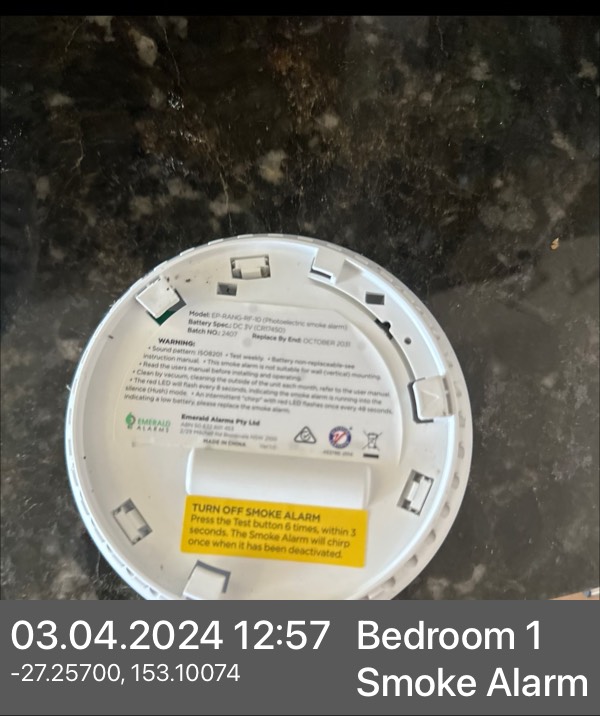 Model: EP-RANG-RF-10 (Photoelectric smoke alarm)
Battery Spec: DC 3V (CR17450)
Batch NO.: 2407 Replace By End: OCTOBER 2031
WARNING:
• Sound pattern: ISO8201 • Test weekly. • Battery non-replaceable-see
instruction manual. • This smoke alarm is not suitable for wall (vertical) mounting.
• Read the users manual before installing and operating.
• Clean by vacuum, cleaning the outside of the unit each month, refer to the user manual.
• The red LED will flash every 8 seconds, indicating the smoke alarm is running into the
silence (Hush) mode. • An intermittent "chirp" with red LED flashes once every 48 seconds,
indicating a low battery, please replace the smoke alarm.
EMERALD
ALARMS
Emerald Alarms Pty Ltd
MADE IN CHINA
TURN OFF SMOKE ALARM
Press the Test button 6 times, within 3
seconds. The Smoke Alarm will chirp
once when it has been deactivated.
03.04.2024 12:57
-27.25700, 153.10074
Bedroom 1
Smoke Alarm